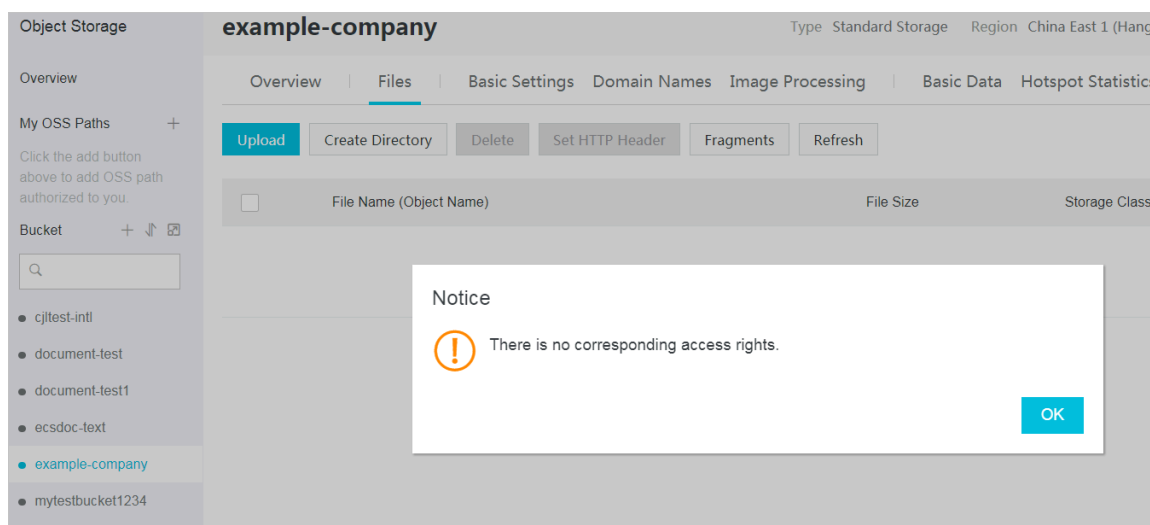 Object Storage
example-company
Type Standard Storage Region China East 1 (Hang
Overview
Overview Files Basic Settings Domain Names Image Processing Basic Data Hotspot Statistics
My OSS Paths
Click the add button
above to add OSS path
authorized to you.
Upload Create Directory Delete Set HTTP Header Fragments Refresh
File Name (Object Name) File Size Storage Class
Bucket
cjltest-intl
document-test
document-test1
ecsdoc-text
example-company
mytestbucket1234
Notice
There is no corresponding access rights.
OK